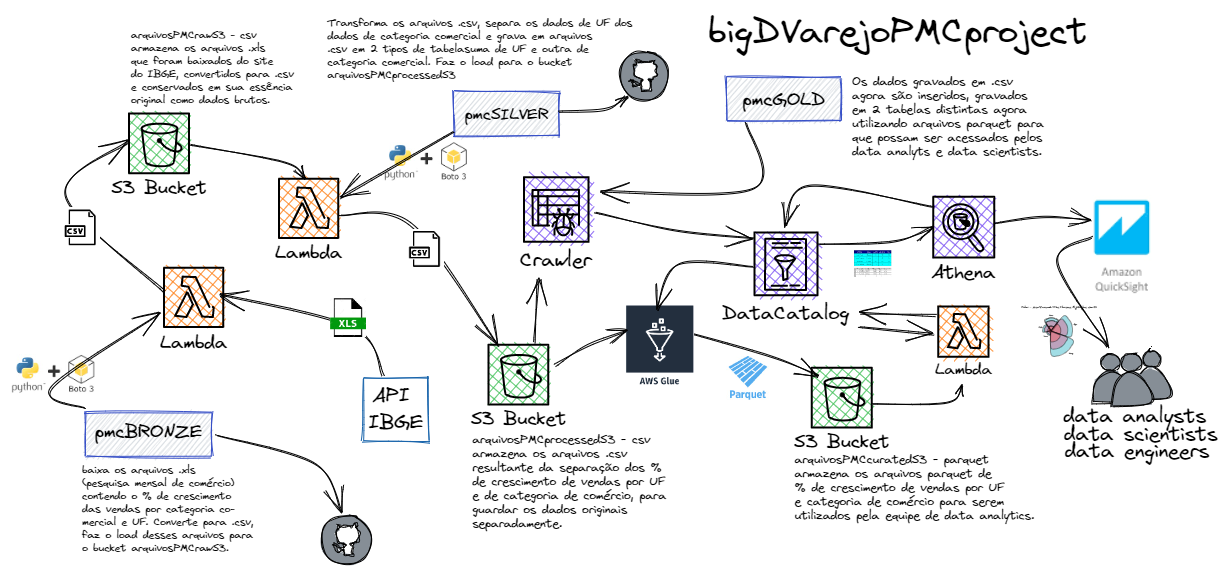 bigDVarejoPMCproject
arquivosPMCrawS3 - csv
armazena os arquivos .xls
que foram baixados do site
do IBGE, convertidos para .csv
e conservados em sua essência
original como dados brutos.
S3 Bucket
CSV
Lambda
python
+
Boto 3
pmcBRONZE
baixa os arquivos .xls
(pesquisa mensal de comércio)
contendo o % de crescimento
das vendas por categoria co-
mercial e UF. Converte para .csv,
faz o load desses arquivos para
o bucket arquivosPMCrawS3.
XLS
API
IBGE
Transforma os arquivos .csv, separa os dados de UF dos
dados de categoria comercial e grava em arquivos
.csv em 2 tipos de tabelasuma de UF e outra de
categoria comercial. Faz o load para o bucket
arquivosPMCprocessedS3
pmcSILVER
python
+
Boto 3
Lambda
CSV
S3 Bucket
arquivosPMCprocessedS3 - csv
armazena os arquivos .csv
resultante da separação dos %
de crescimento de vendas por UF
e de categoria de comércio, para
guardar os dados originais
separadamente.
pmcGOLD
Os dados gravados em .csv
agora são inseridos, gravados
em 2 tabelas distintas agora
utilizando arquivos parquet para
que possam ser acessados pelos
data analyts e data scientists.
Crawler
DataCatalog
AWS Glue
Parquet
S3 Bucket
arquivosPMCcuratedS3 - parquet
armazena os arquivos parquet de
% de crescimento de vendas por UF
e categoria de comércio para serem
utilizados pela equipe de data analytics.
Athena
Lambda
Amazon
QuickSight
data analysts
data scientists
data engineers